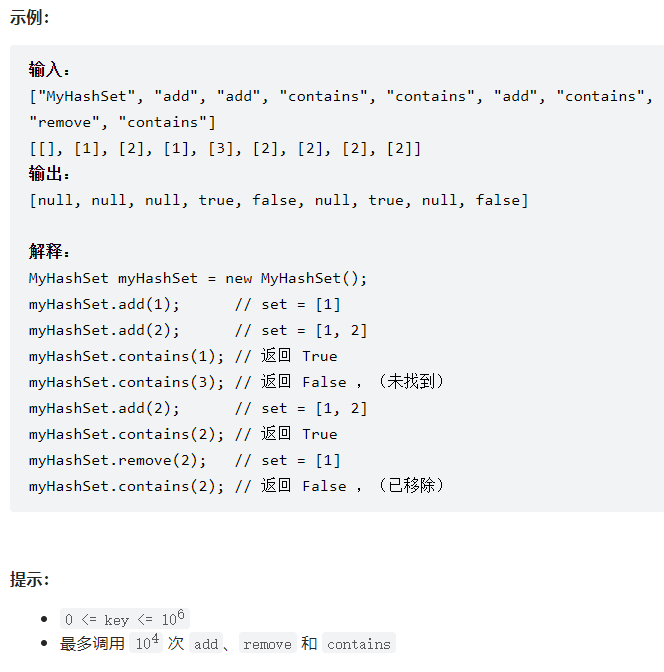 示例：
输入：
["MyHashSet", "add", "add", "contains", "contains", "add", "contains",
"remove", "contains"]
[[], [1], [2], [1], [3], [2], [2], [2], [2]]
输出：
[null, null, null, true, false, null, true, null, false]
解释：
MyHashSet myHashSet = new MyHashSet();
myHashSet.add(1);      // set = [1]
myHashSet.add(2);      // set = [1, 2]
myHashSet.contains(1); // 返回 True
myHashSet.contains(3); // 返回 False ，（未找到）
myHashSet.add(2);      // set = [1, 2]
myHashSet.contains(2); // 返回 True
myHashSet.remove(2);   // set = [1]
myHashSet.contains(2); // 返回 False ，（已移除）
提示：
• 0 <= key <= 10⁶
• 最多调用 10⁴ 次 add 、 remove 和 contains